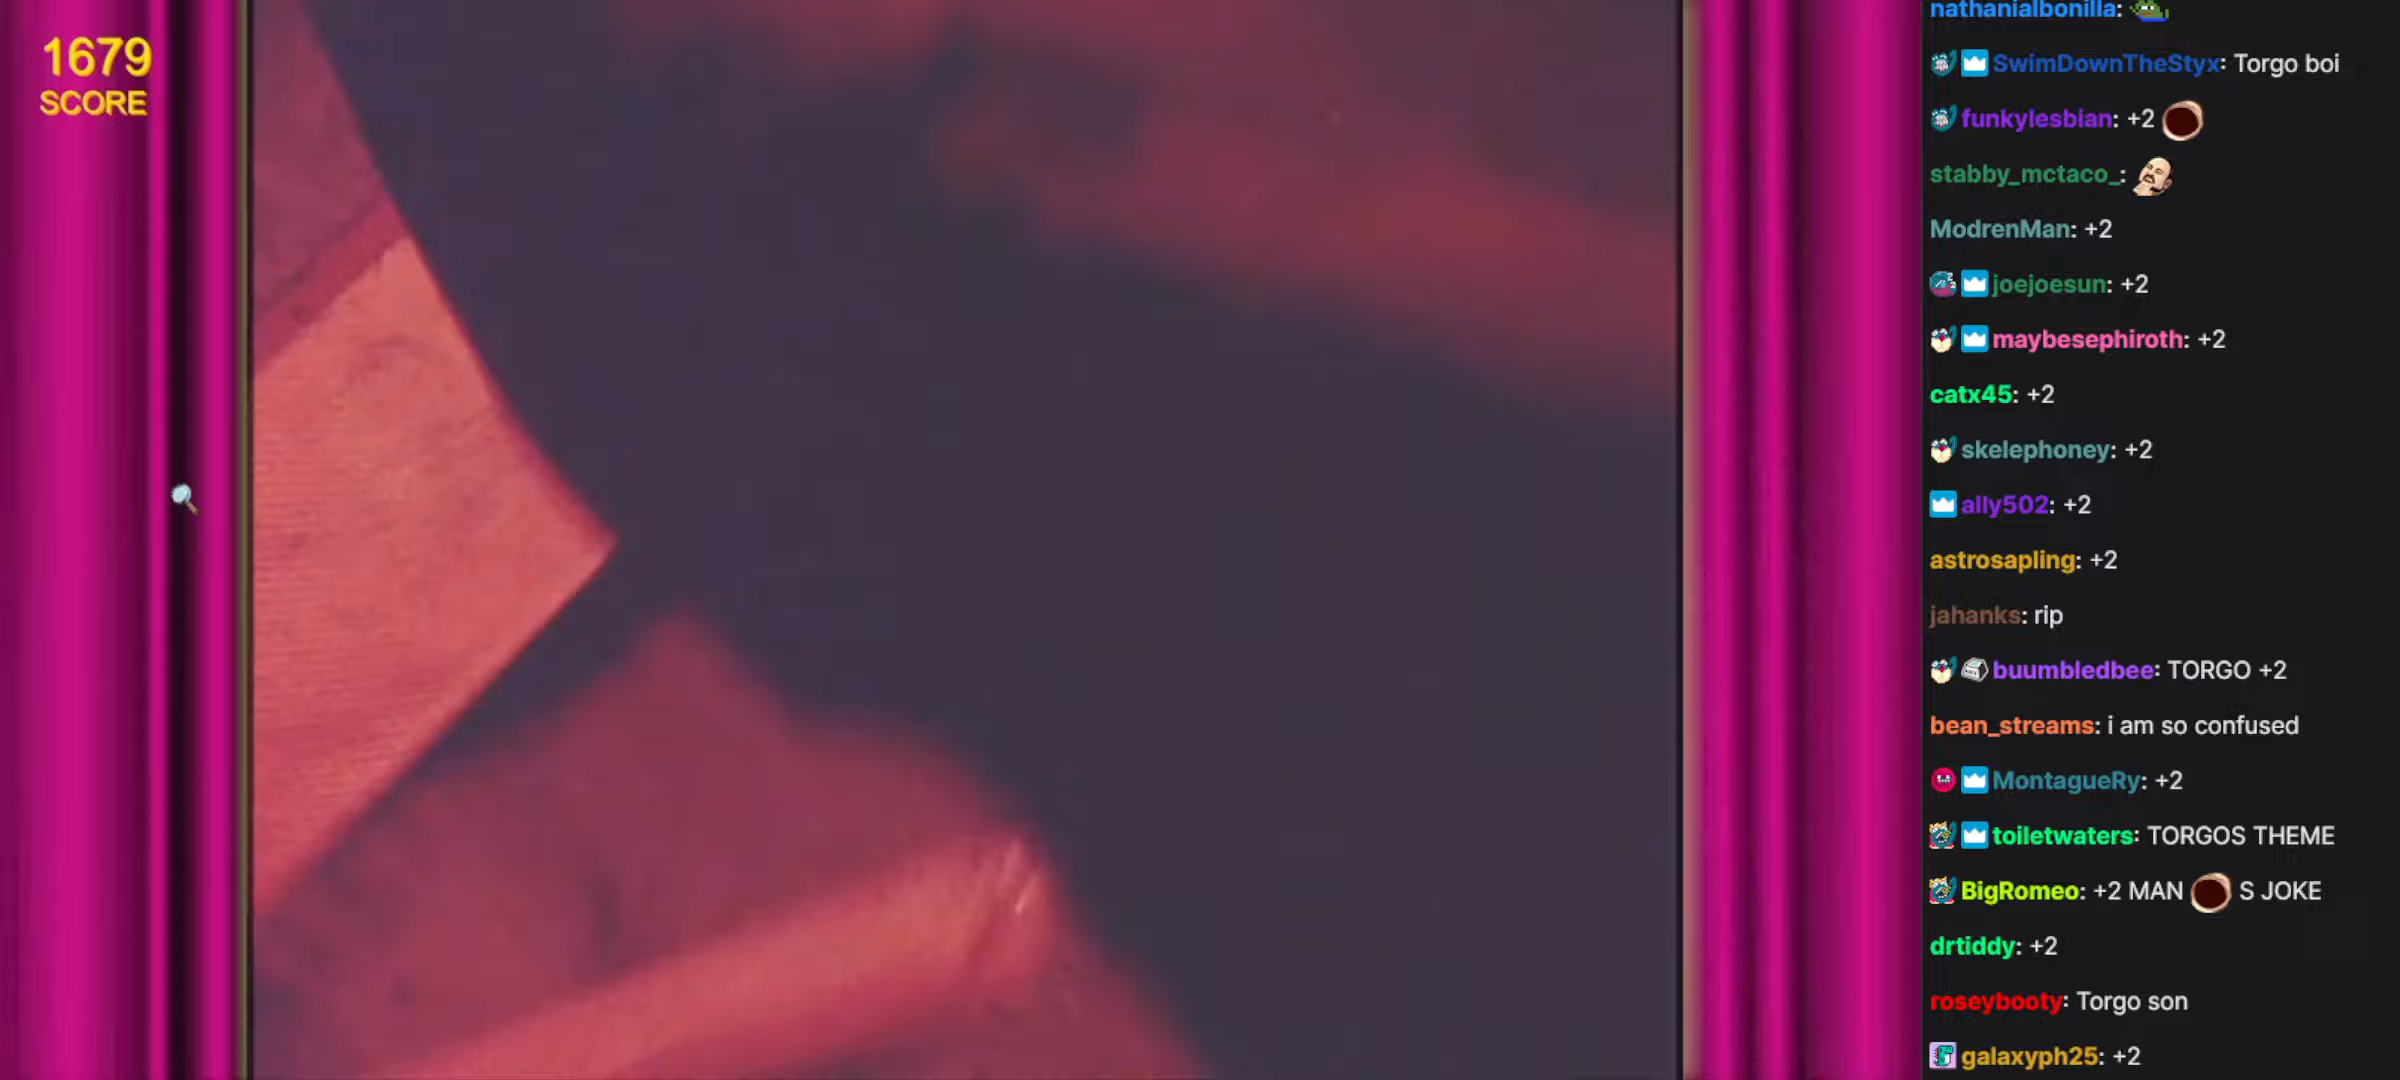 1679
SCORE
nathanialbonilla:
SwimDownTheStyx: Torgo boi
funkylesbian: +2
stabby_mctaco_:
ModrenMan: +2
joejoesun: +2
maybesephiroth: +2
catx45: +2
skelephoney: +2
ally502: +2
astrosapling: +2
jahanks: rip
buumbledbee: TORGO +2
bean_streams: i am so confused
MontagueRy: +2
toiletwaters: TORGOS THEME
BigRomeo: +2 MAN S JOKE
drtiddy: +2
roseybooty: Torgo son
galaxyph25: +2